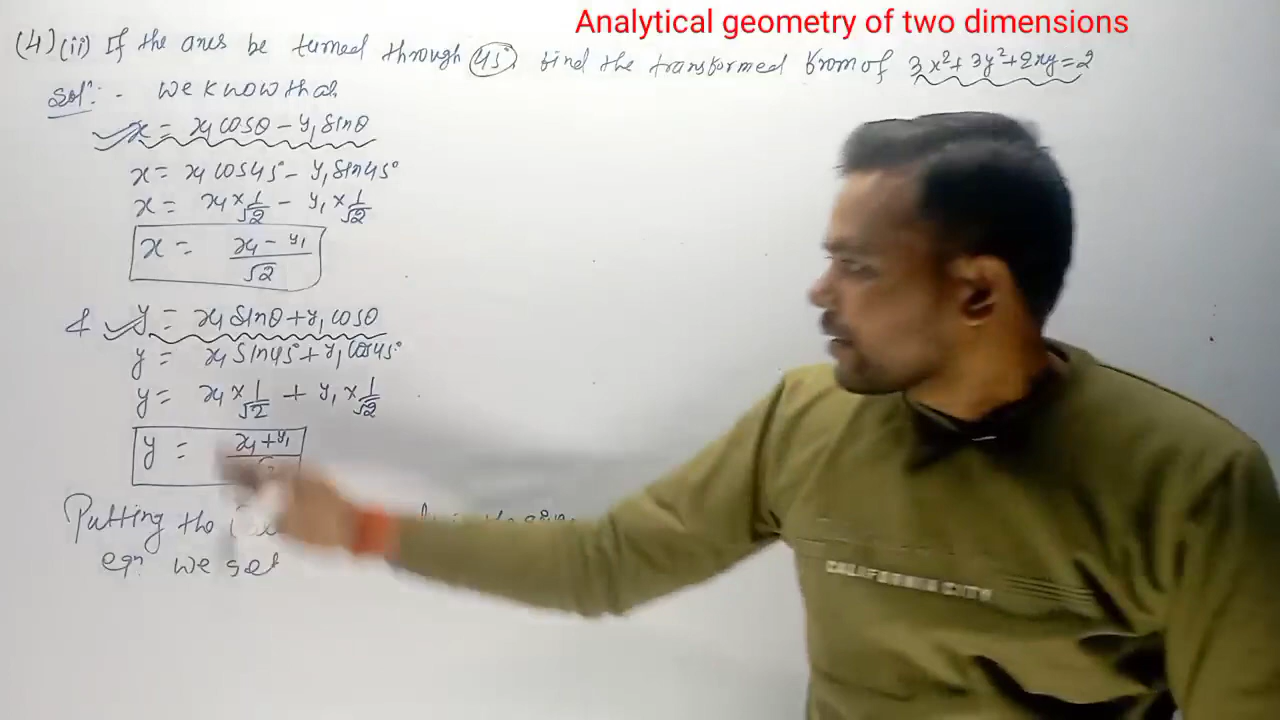 Analytical geometry of two dimensions
(4)(ii) If the axes be turned through 45°, find the transformed from of 3x²+3y²+2xy=2
Solⁿ:- We know that
x = x₁ cosθ - y₁ sinθ
x = x₁ cos45° - y₁ sin45°
x = x₁ × 1/√2 - y₁ × 1/√2
x = x₁ - y₁ / √2
& y = x₁ sinθ + y₁ cosθ
y = x₁ sin45° + y₁ cos45°
y = x₁ × 1/√2 + y₁ × 1/√2
y = x₁ + y₁
Putting the
eqn. we get
CALIFORNIA CITY